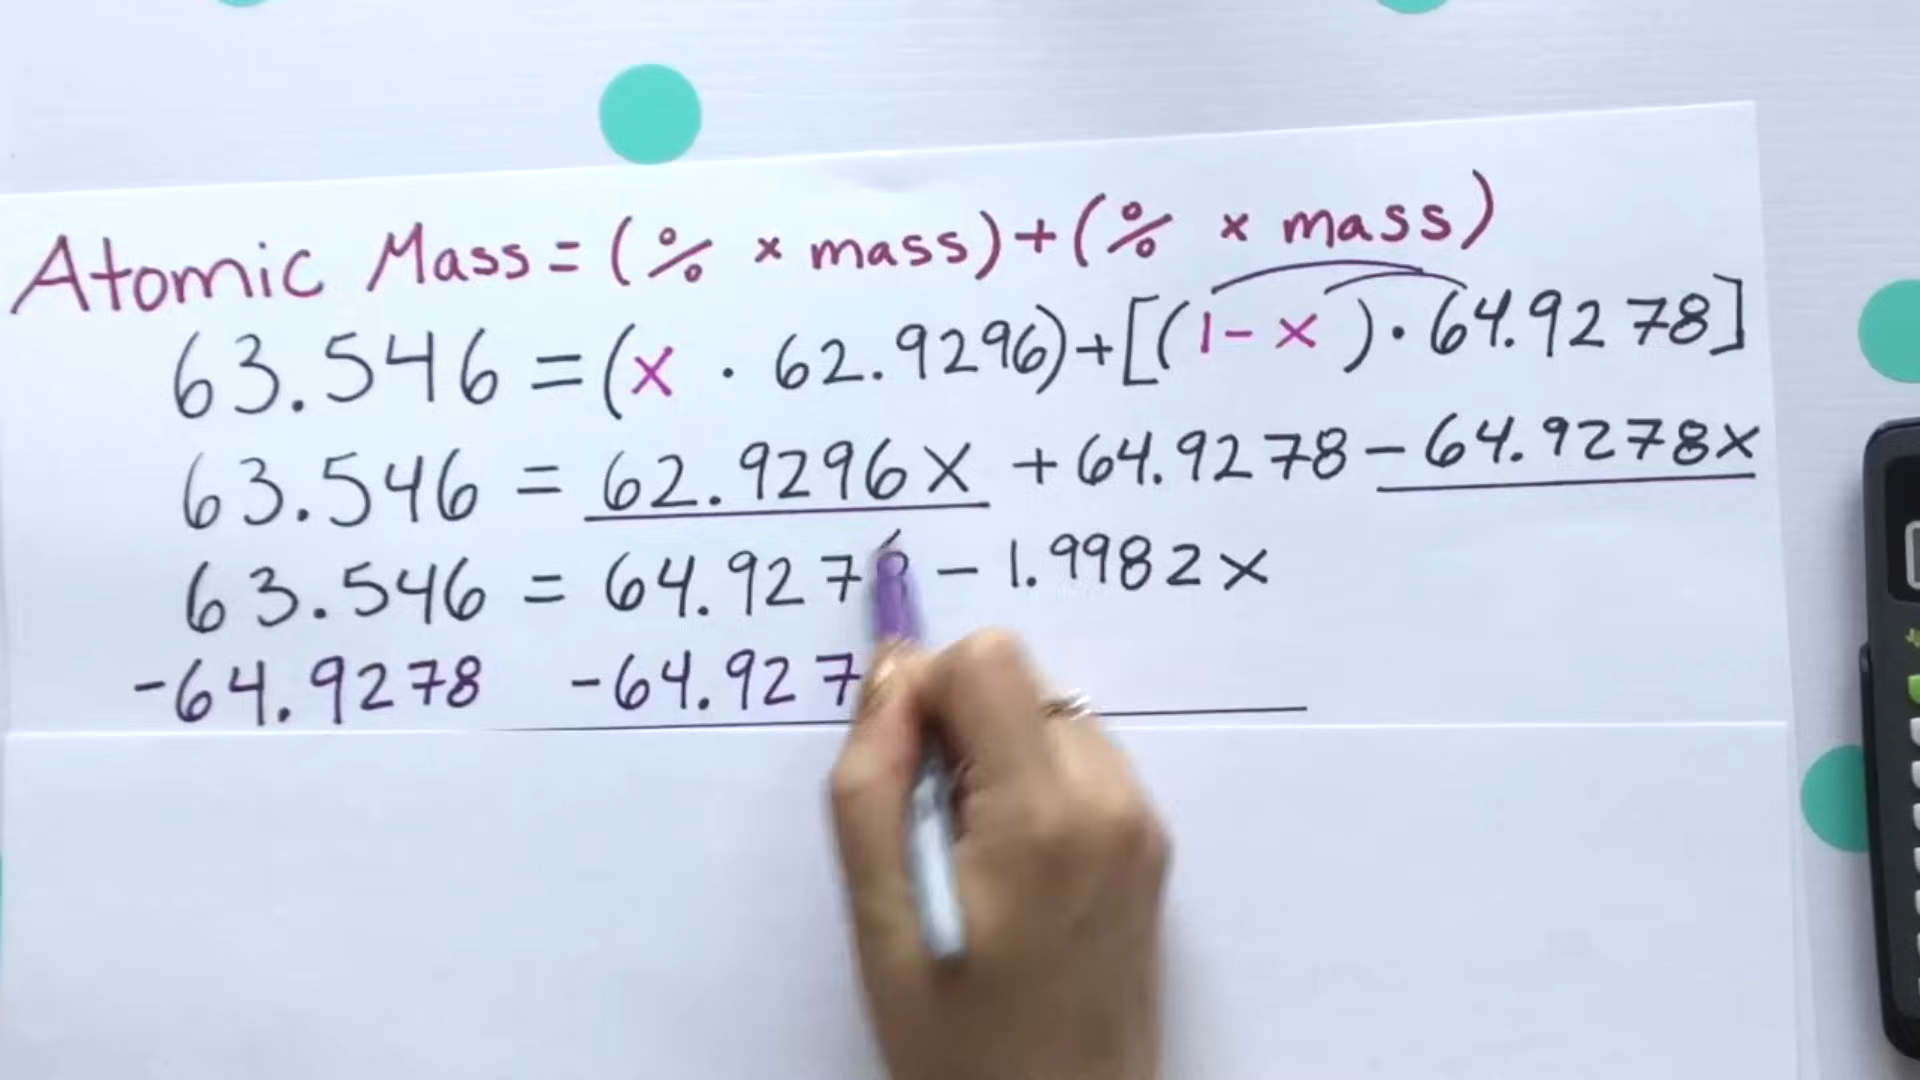 Atomic Mass = (% × mass) + (% × mass)
63.546 = (x · 62.9296) + [(1 - x) · 64.9278]
63.546 = 62.9296x + 64.9278 - 64.9278x
63.546 = 64.9278 - 1.9982x
-64.9278 -64.927